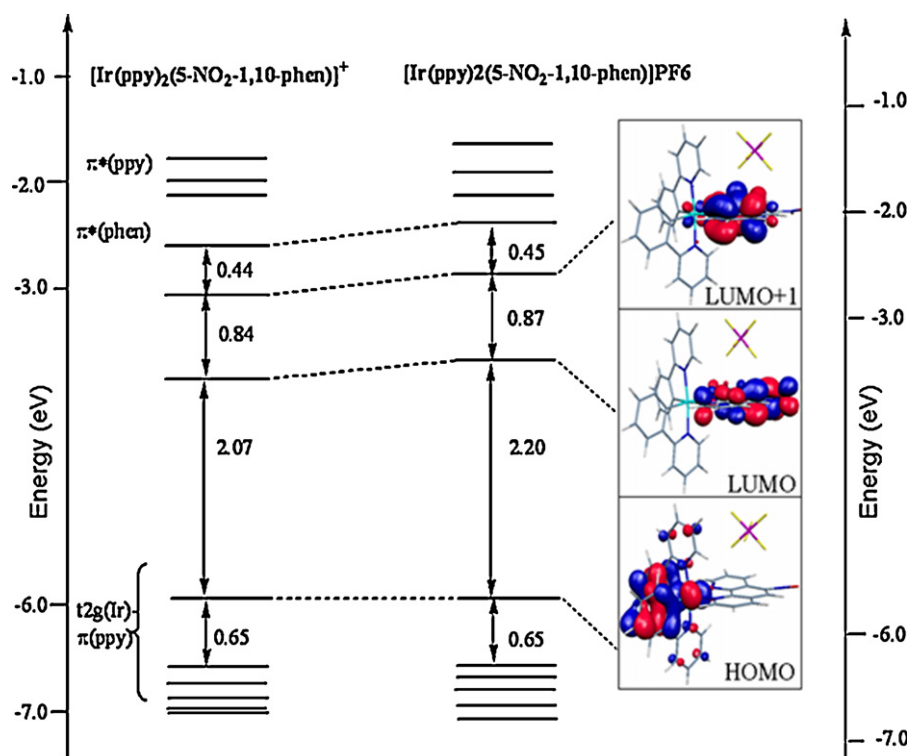 [Ir(ppy)₂(5-NO₂-1,10-phen)]⁺
[Ir(ppy)2(5-NO₂-1,10-phen)]PF6
-1.0
-2.0
-3.0
-6.0
-7.0
Energy (eV)
π*(ppy)
π*(phen)
t2g(Ir)-
π(ppy)
0.44
0.84
2.07
0.65
0.45
0.87
2.20
0.65
LUMO+1
LUMO
HOMO
-1.0
-2.0
-3.0
-6.0
-7.0
Energy (eV)